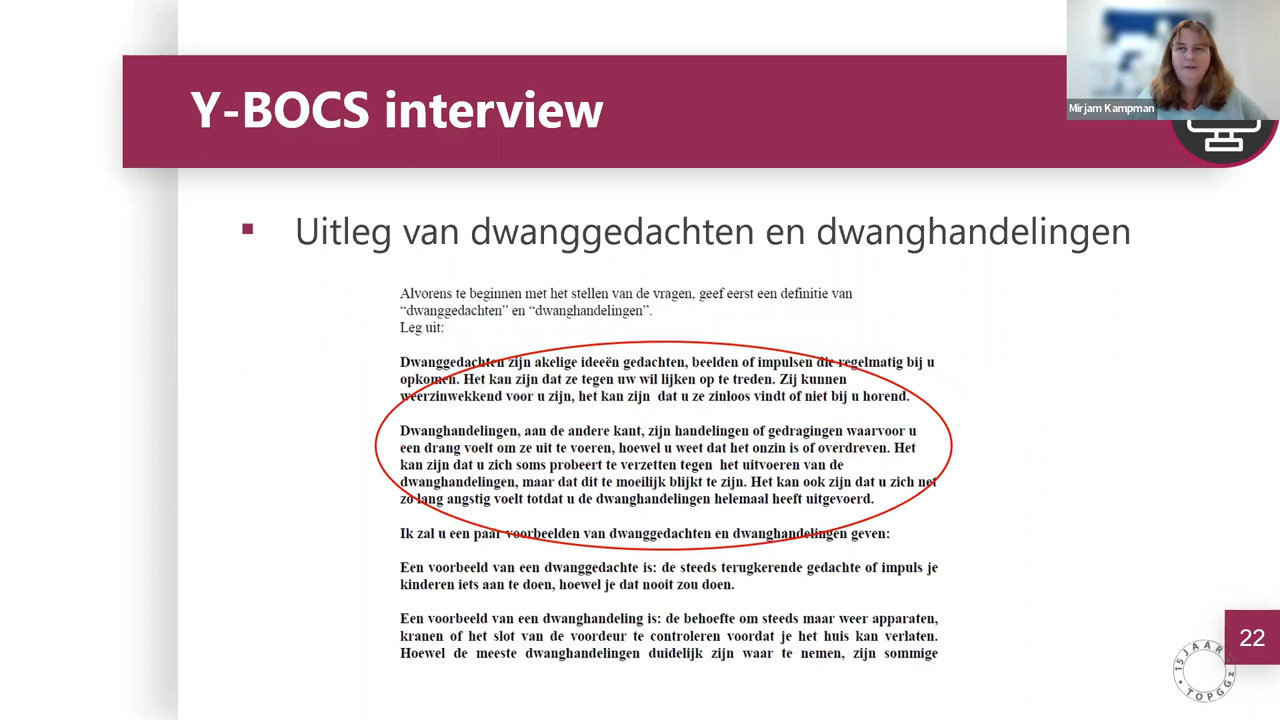 Y-BOCS interview
Mirjam Kampman
Uitleg van dwanggedachten en dwanghandelingen
Alvorens te beginnen met het stellen van de vragen, geef eerst een definitie van
“dwanggedachten” en “dwanghandelingen”.
Leg uit:
Dwanggedachten zijn akelige ideeën gedachten, beelden of impulsen die regelmatig bij u
opkomen. Het kan zijn dat ze tegen uw wil lijken op te treden. Zij kunnen
weerzinwekkend voor u zijn, het kan zijn dat u ze zinloos vindt of niet bij u horend.
Dwanghandelingen, aan de andere kant, zijn handelingen of gedragingen waarvoor u
een drang voelt om ze uit te voeren, hoewel u weet dat het onzin is of overdreven. Het
kan zijn dat u zich soms probeert te verzetten tegen het uitvoeren van de
dwanghandelingen, maar dat dit te moeilijk blijkt te zijn. Het kan ook zijn dat u zich net
zo lang angstig voelt totdat u de dwanghandelingen helemaal heeft uitgevoerd.
Ik zal u een paar voorbeelden van dwanggedachten en dwanghandelingen geven:
Een voorbeeld van een dwanggedachte is: de steeds terugkerende gedachte of impuls je
kinderen iets aan te doen, hoewel je dat nooit zou doen.
Een voorbeeld van een dwanghandeling is: de behoefte om steeds maar weer apparaten,
kranen of het slot van de voordeur te controleren voordat je het huis kan verlaten.
Hoewel de meeste dwanghandelingen duidelijk zijn waar te nemen, zijn sommige
22
15 JAAR
TOPGGz